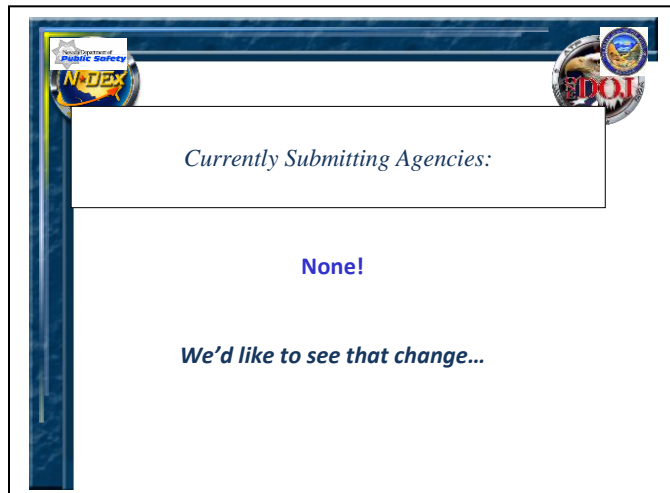 Nevada Department of
Public Safety
N-DEX
DOJ
Currently Submitting Agencies:
None!
We'd like to see that change…